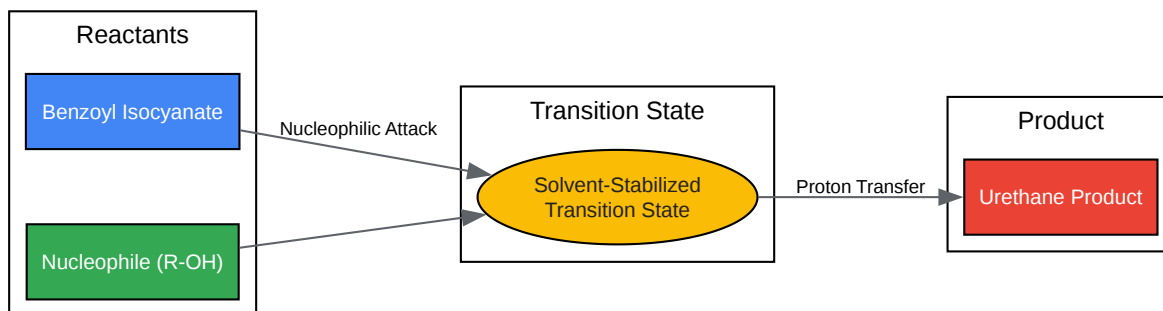 Reactants
Benzoyl Isocyanate
Nucleophile (R-OH)
Nucleophilic Attack
Transition State
Solvent-Stabilized
Transition State
Proton Transfer
Product
Urethane Product